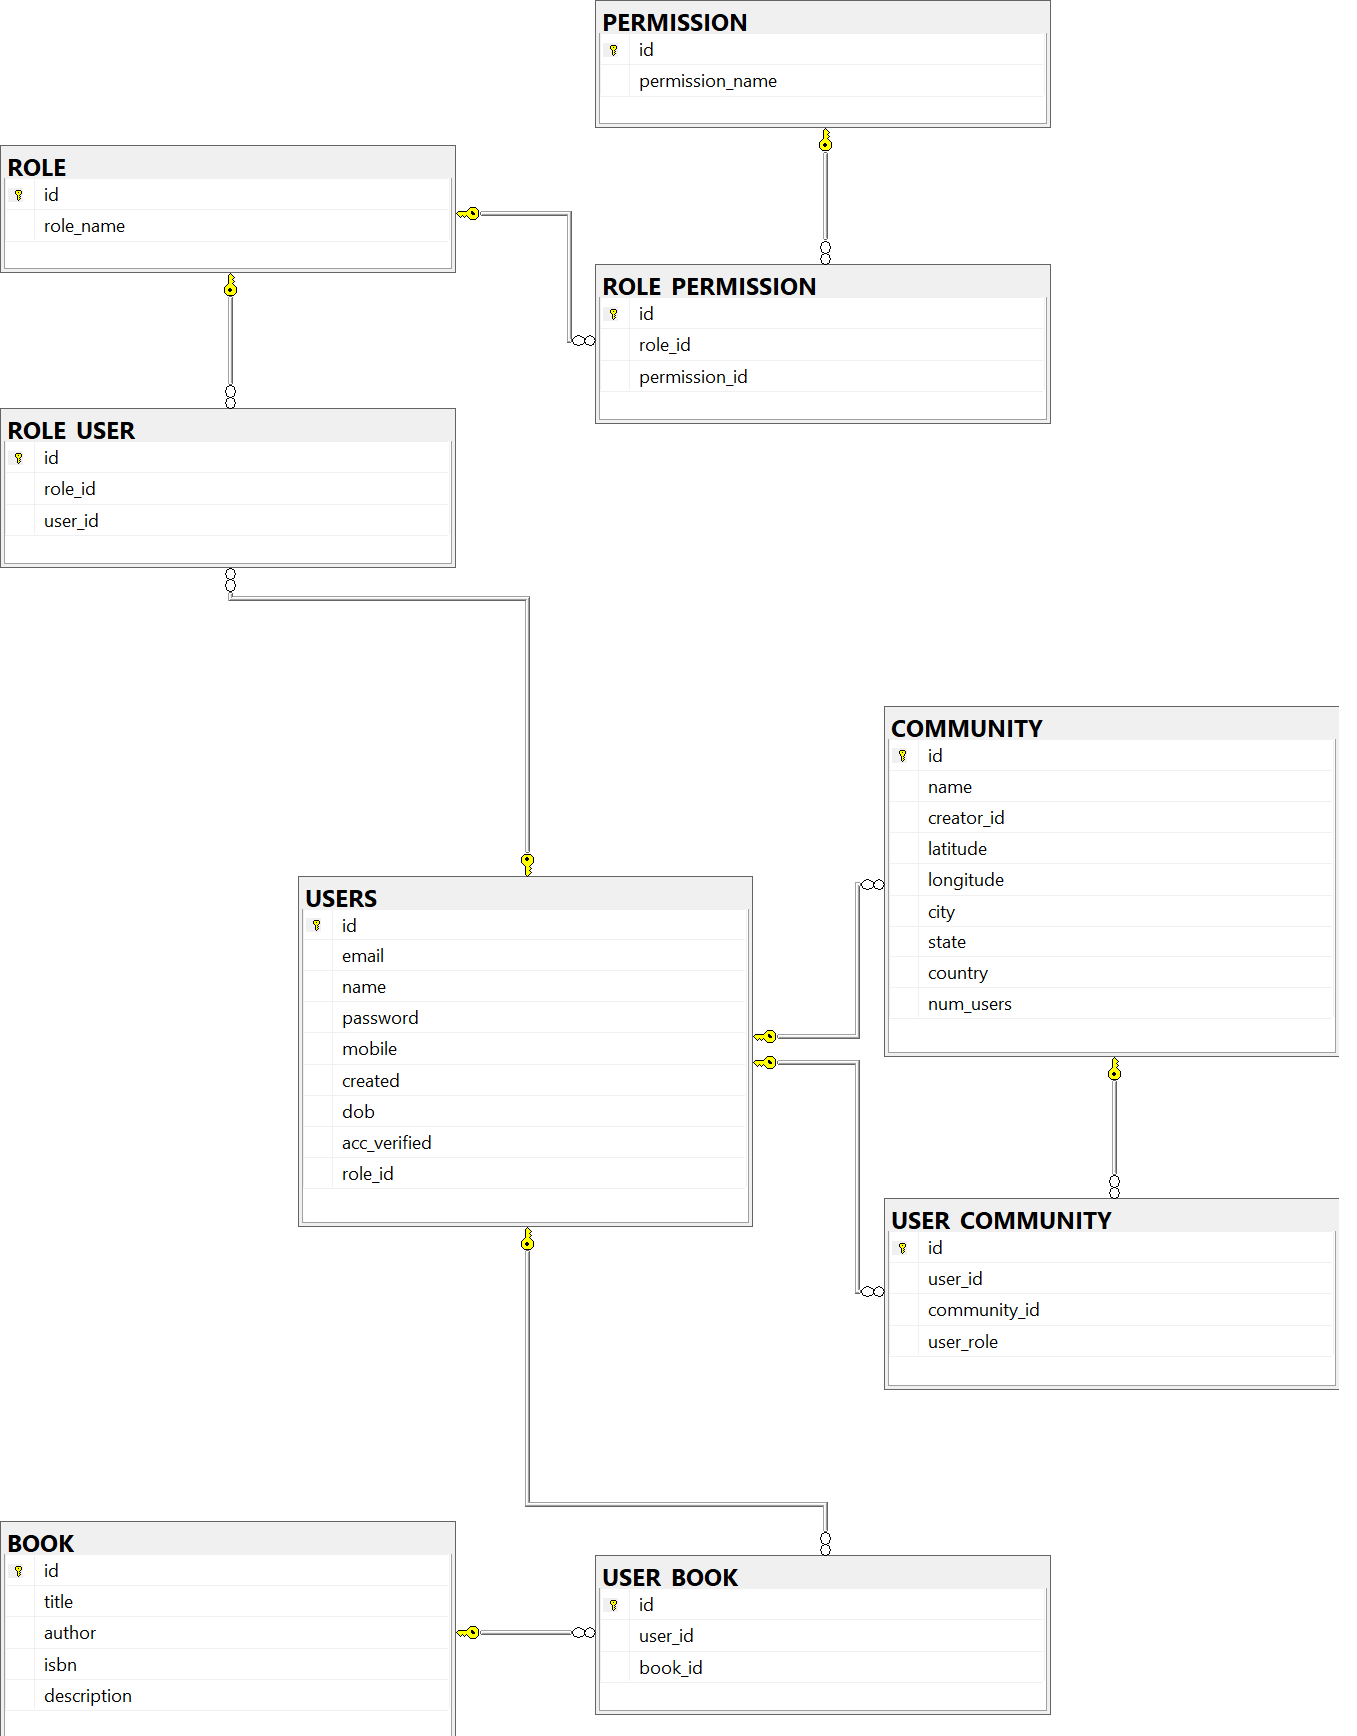 PERMISSION
id
permission_name
ROLE
id
role_name
ROLE_PERMISSION
id
role_id
permission_id
ROLE_USER
id
role_id
user_id
COMMUNITY
id
name
creator_id
latitude
longitude
city
state
country
num_users
USERS
id
email
name
password
mobile
created
dob
acc_verified
role_id
USER_COMMUNITY
id
user_id
community_id
user_role
BOOK
id
title
author
isbn
description
USER_BOOK
id
user_id
book_id